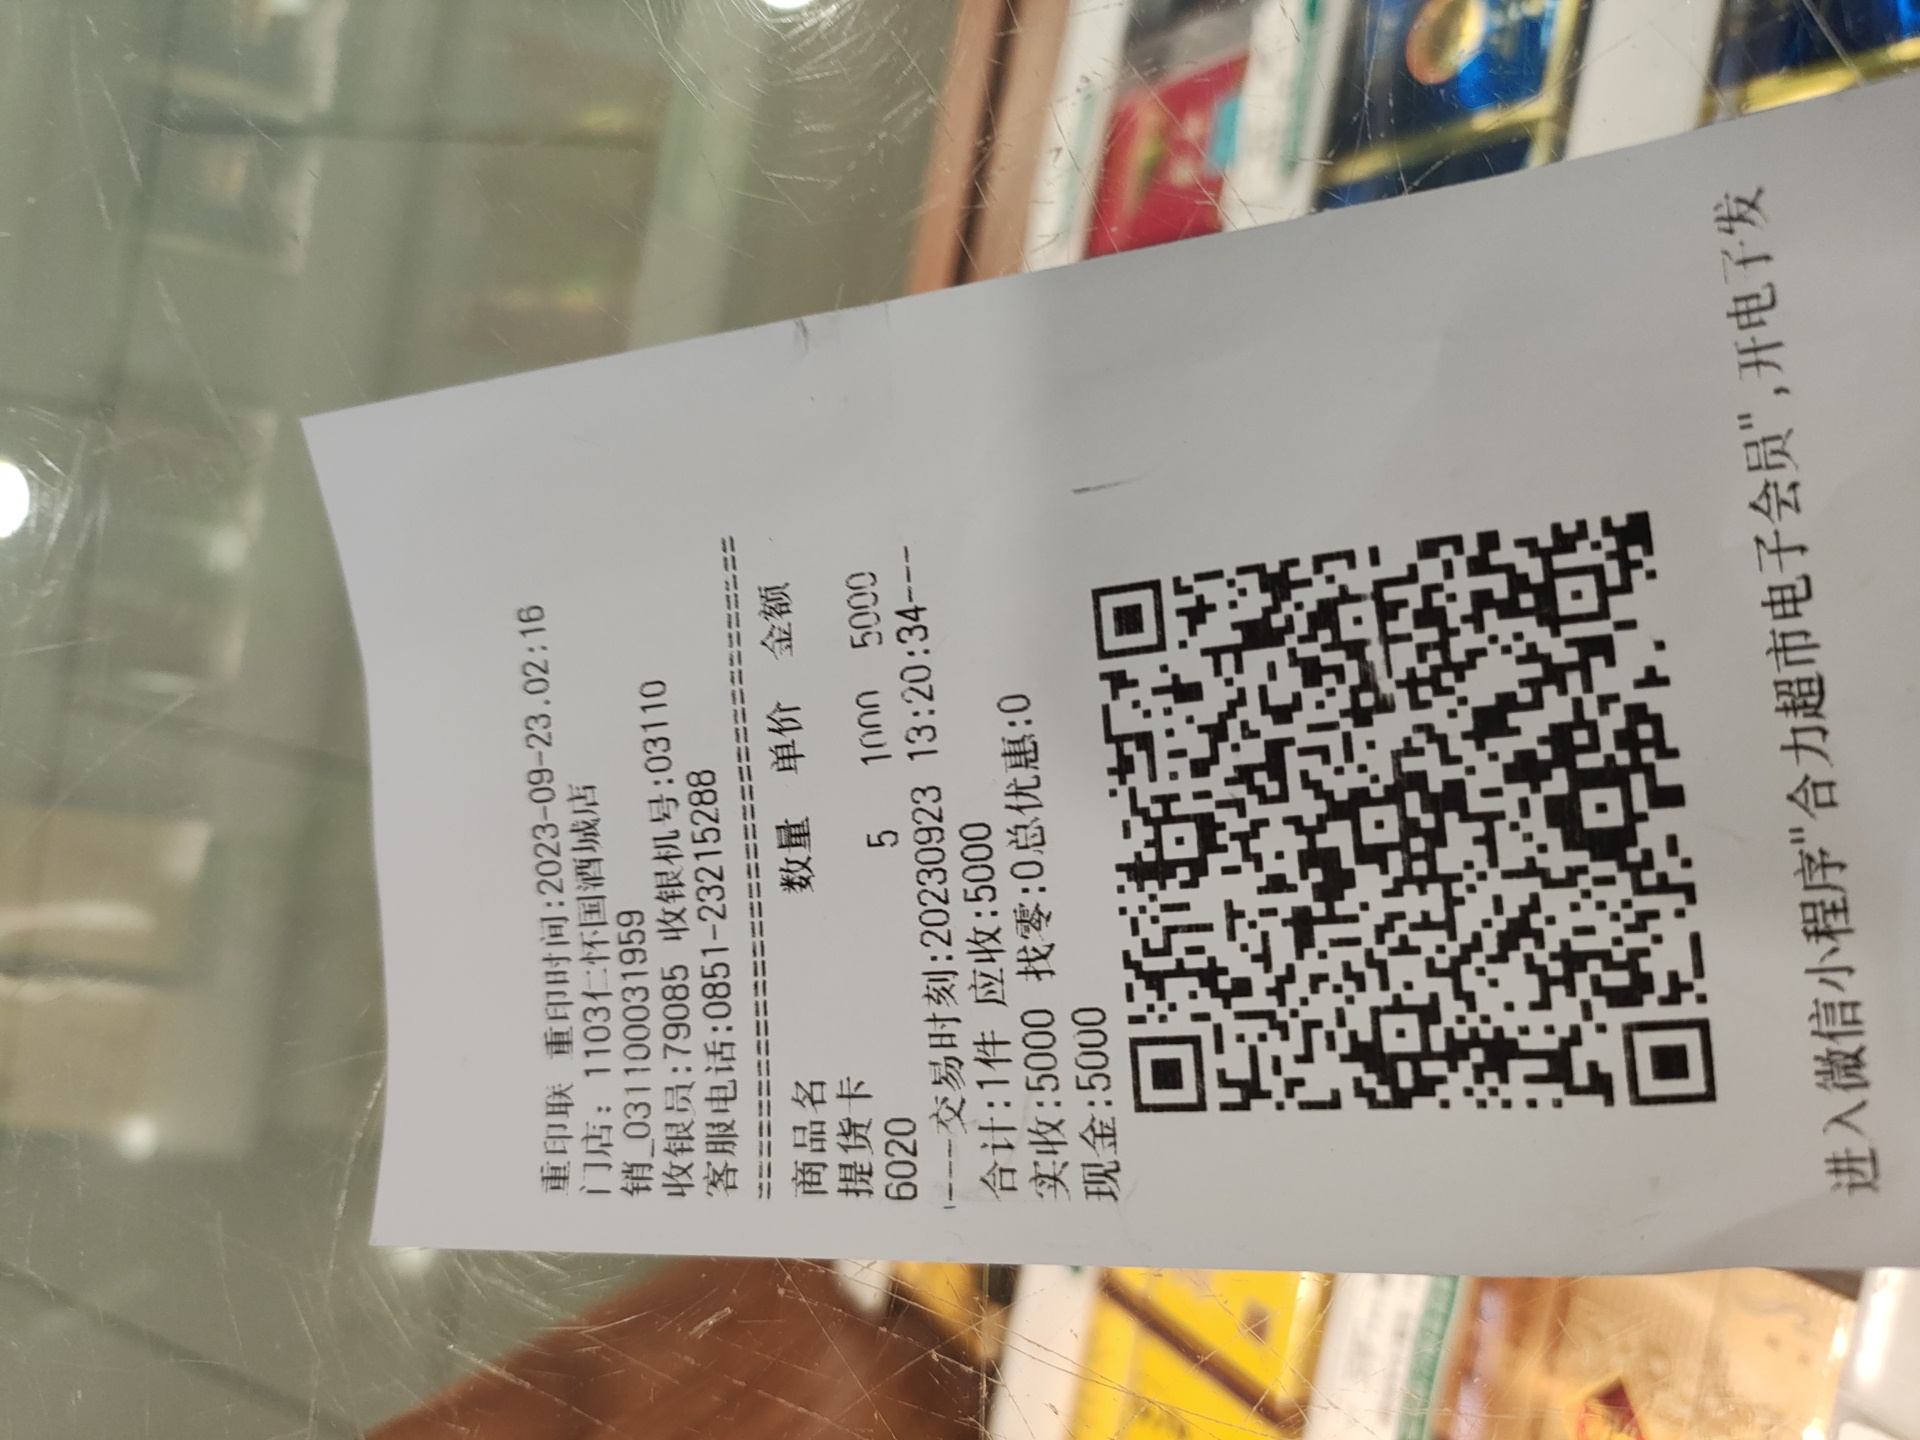 重印联 重印时间:2023-09-23.02:16
门店: 1103仁怀国酒城店
销_0311000031959
收银员:79085 收银机号:03110
客服电话:0851-23215288
================================
商品名 数量 单价 金额
提货卡
6020 5 1000 5000
----交易时刻:20230923 13:20:34----
合计:1件 应收:5000
实收:5000 找零:0总优惠:0
现金:5000
进入微信小程序"合力超市电子会员",开电子发